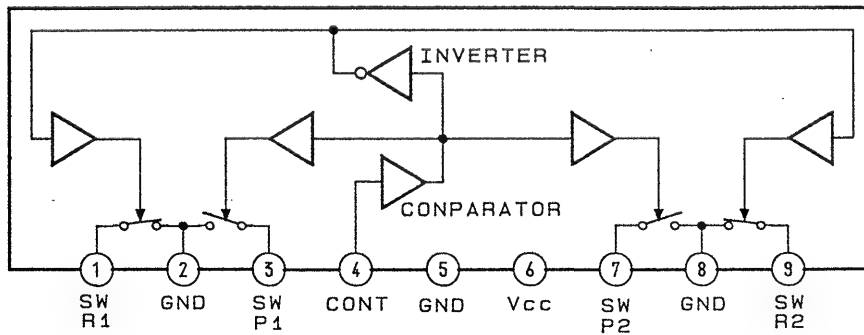 INVERTER
CONPARATOR
1 2 3 4 5 6 7 8 9
SW R1
GND
SW P1
CONT
GND
Vcc
SW P2
GND
SW R2